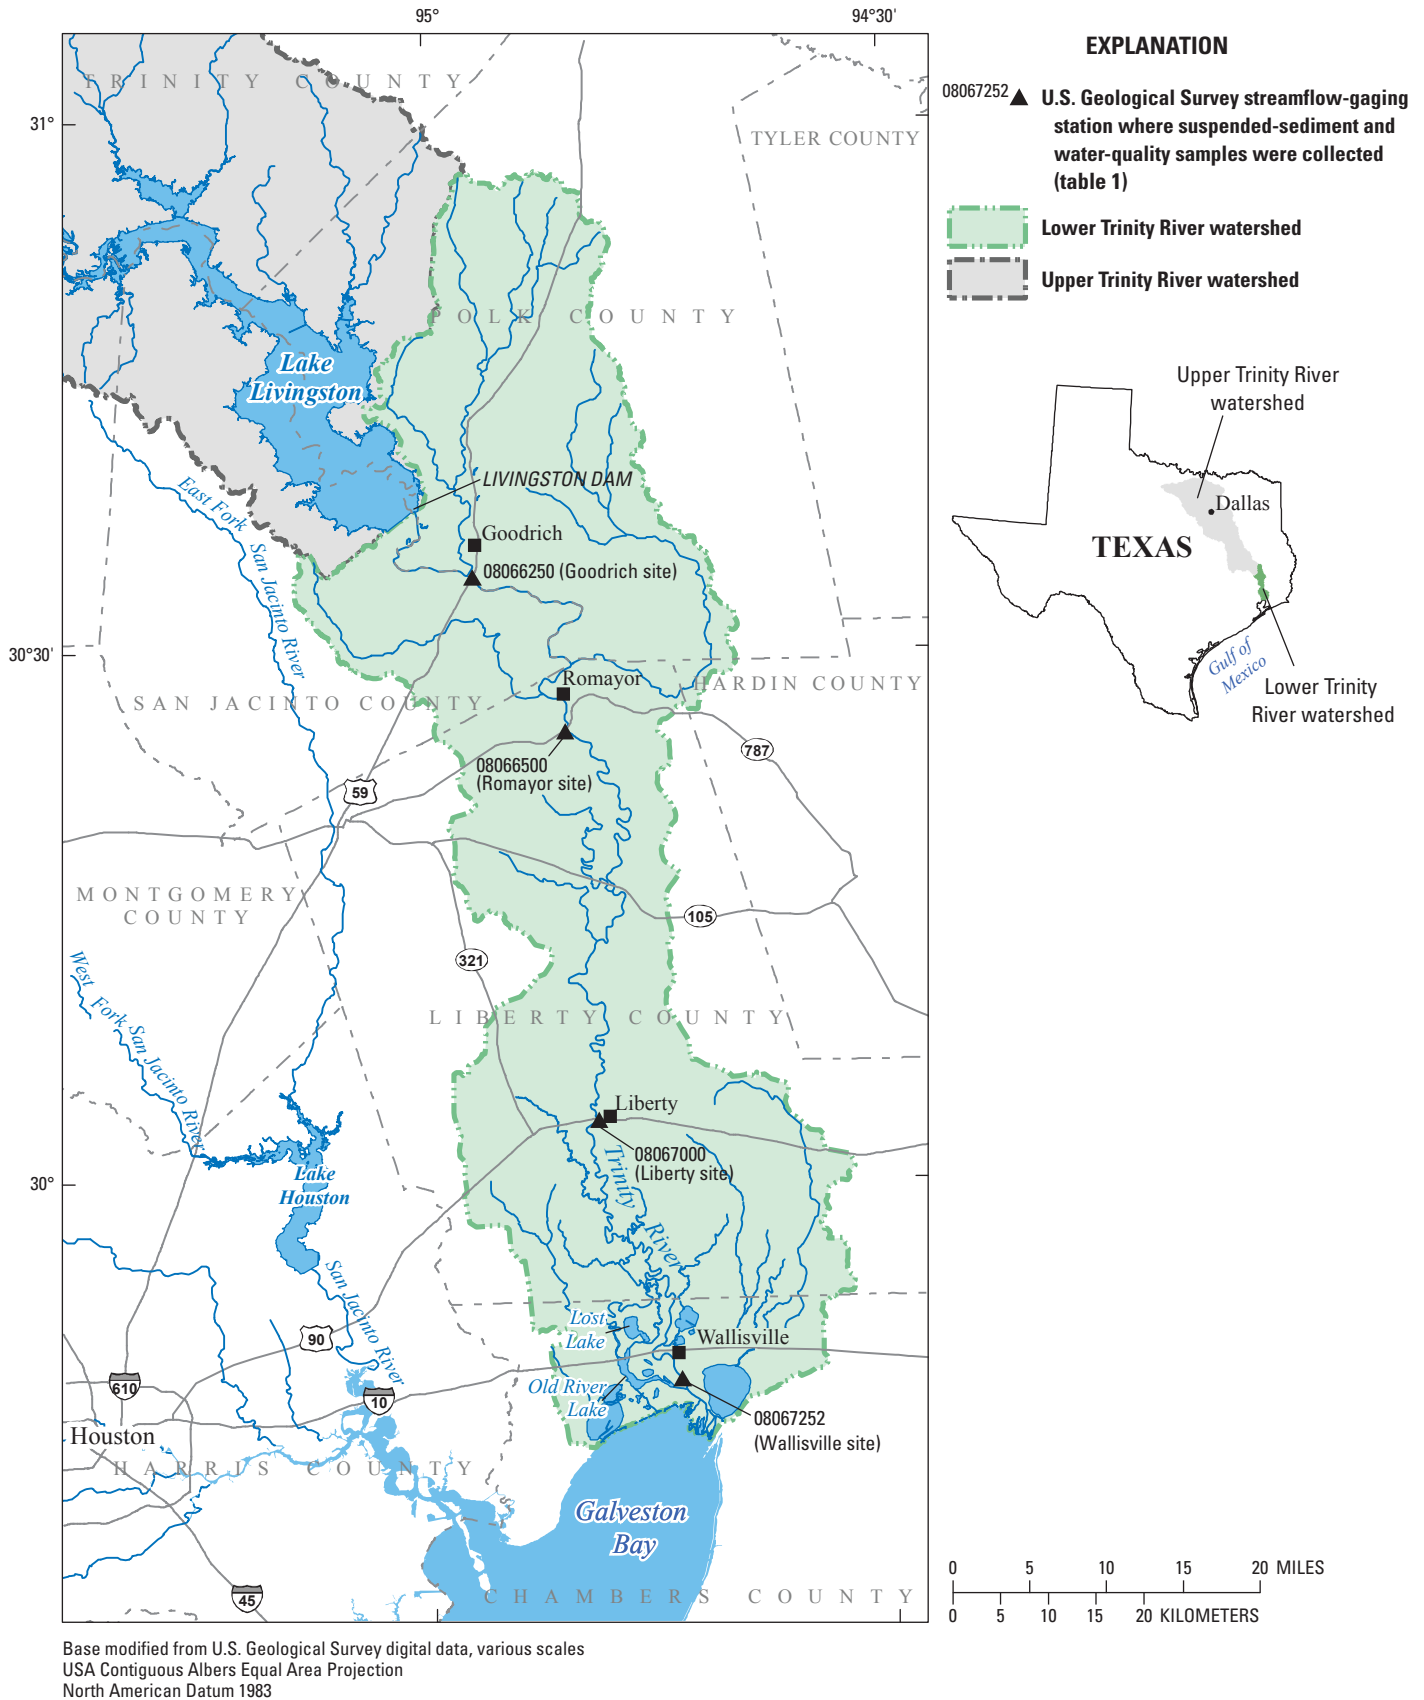 95°
94°30'
31°
30°30'
30°
TRINITY COUNTY
TYLER COUNTY
POLK COUNTY
Lake
Livingston
LIVINGSTON DAM
East Fork San Jacinto River
Goodrich
08066250 (Goodrich site)
Romayor
HARDIN COUNTY
SAN JACINTO COUNTY
08066500
(Romayor site)
787
59
MONTGOMERY
COUNTY
105
321
West Fork San Jacinto River
LIBERTY COUNTY
Liberty
08067000
(Liberty site)
Trinity River
Lake
Houston
San Jacinto River
Lost
Lake
Wallisville
90
Old River
Lake
610
10
08067252
(Wallisville site)
Houston
HARRIS COUNTY
Galveston
Bay
45
CHAMBERS COUNTY
EXPLANATION
08067252
U.S. Geological Survey streamflow-gaging
station where suspended-sediment and
water-quality samples were collected
(table 1)
Lower Trinity River watershed
Upper Trinity River watershed
Upper Trinity River
watershed
Dallas
TEXAS
Gulf of
Mexico
Lower Trinity
River watershed
0 5 10 15 20 MILES
0 5 10 15 20 KILOMETERS
Base modified from U.S. Geological Survey digital data, various scales
USA Contiguous Albers Equal Area Projection
North American Datum 1983